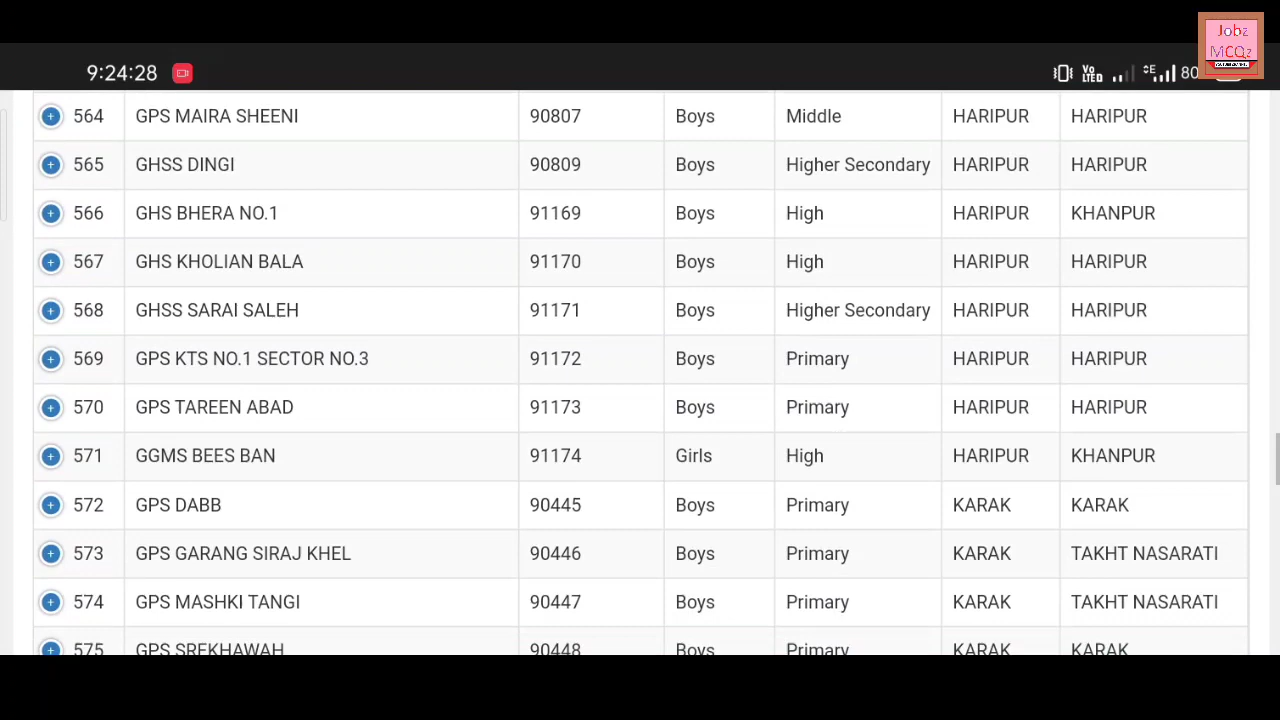 Jobz
MCQz
9:24:28 Vo LTED E 80
564 GPS MAIRA SHEENI 90807 Boys Middle HARIPUR HARIPUR
565 GHSS DINGI 90809 Boys Higher Secondary HARIPUR HARIPUR
566 GHS BHERA NO.1 91169 Boys High HARIPUR KHANPUR
567 GHS KHOLIAN BALA 91170 Boys High HARIPUR HARIPUR
568 GHSS SARAI SALEH 91171 Boys Higher Secondary HARIPUR HARIPUR
569 GPS KTS NO.1 SECTOR NO.3 91172 Boys Primary HARIPUR HARIPUR
570 GPS TAREEN ABAD 91173 Boys Primary HARIPUR HARIPUR
571 GGMS BEES BAN 91174 Girls High HARIPUR KHANPUR
572 GPS DABB 90445 Boys Primary KARAK KARAK
573 GPS GARANG SIRAJ KHEL 90446 Boys Primary KARAK TAKHT NASARATI
574 GPS MASHKI TANGI 90447 Boys Primary KARAK TAKHT NASARATI
575 GPS SREKHAWAH 90448 Boys Primary KARAK KARAK